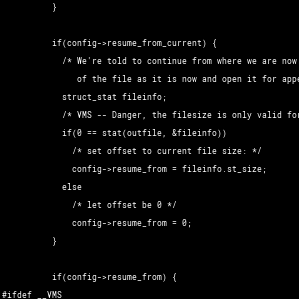 }
if(config->resume_from_current) {
/* We're told to continue from where we are now
of the file as it is now and open it for appe
struct_stat fileinfo;
/* VMS -- Danger, the filesize is only valid for
if(0 == stat(outfile, &fileinfo))
/* set offset to current file size: */
config->resume_from = fileinfo.st_size;
else
/* let offset be 0 */
config->resume_from = 0;
}
if(config->resume_from) {
#ifdef __VMS